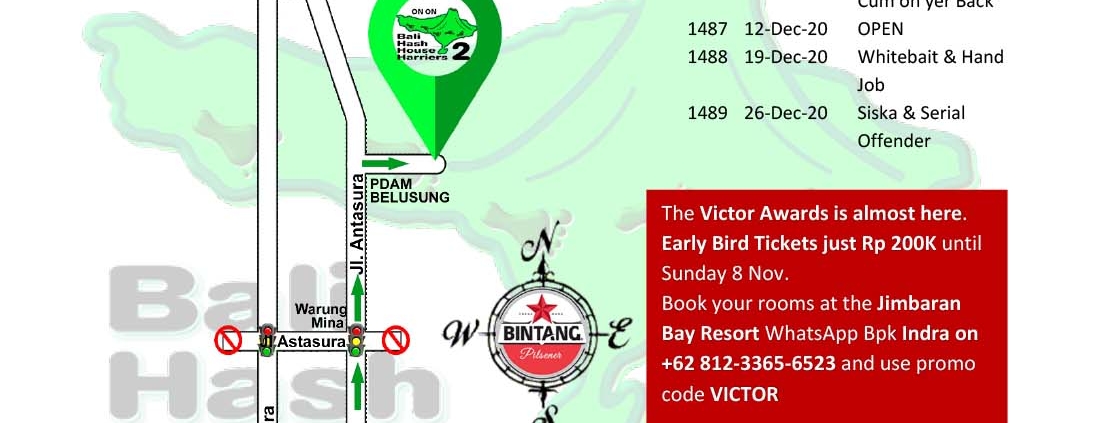 Cum on yer Back
1487 12-Dec-20 OPEN
1488 19-Dec-20 Whitebait & Hand
Job
1489 26-Dec-20 Siska & Serial
Offender
ON ON
Bali
Hash
House
Harriers 2
PDAM
BELUSUNG
Jl. Antasura
Warung
Mina
Jl Astasura
ra
Bali
Hash
N
W
E
S
BINTANG
Pilsener
The Victor Awards is almost here.
Early Bird Tickets just Rp 200K until
Sunday 8 Nov.
Book your rooms at the Jimbaran
Bay Resort WhatsApp Bpk Indra on
+62 812-3365-6523 and use promo
code VICTOR